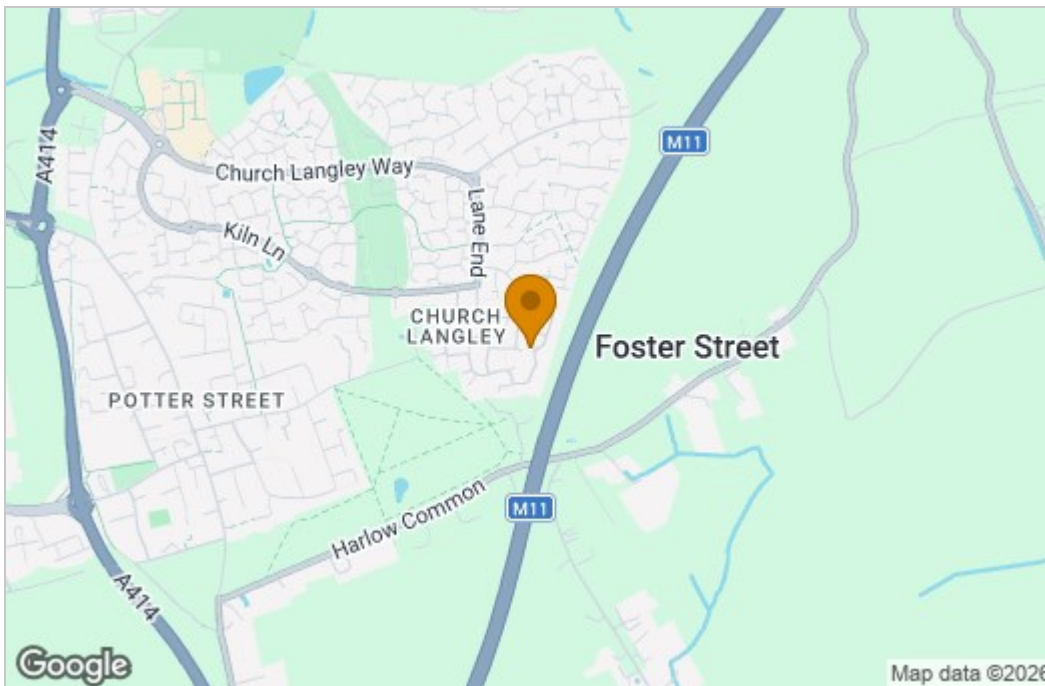 M11
A414
Church Langley Way
Lane End
Kiln Ln
CHURCH
LANGLEY
Foster Street
POTTER STREET
Harlow Common
M11
A414
Google
Map data ©2026